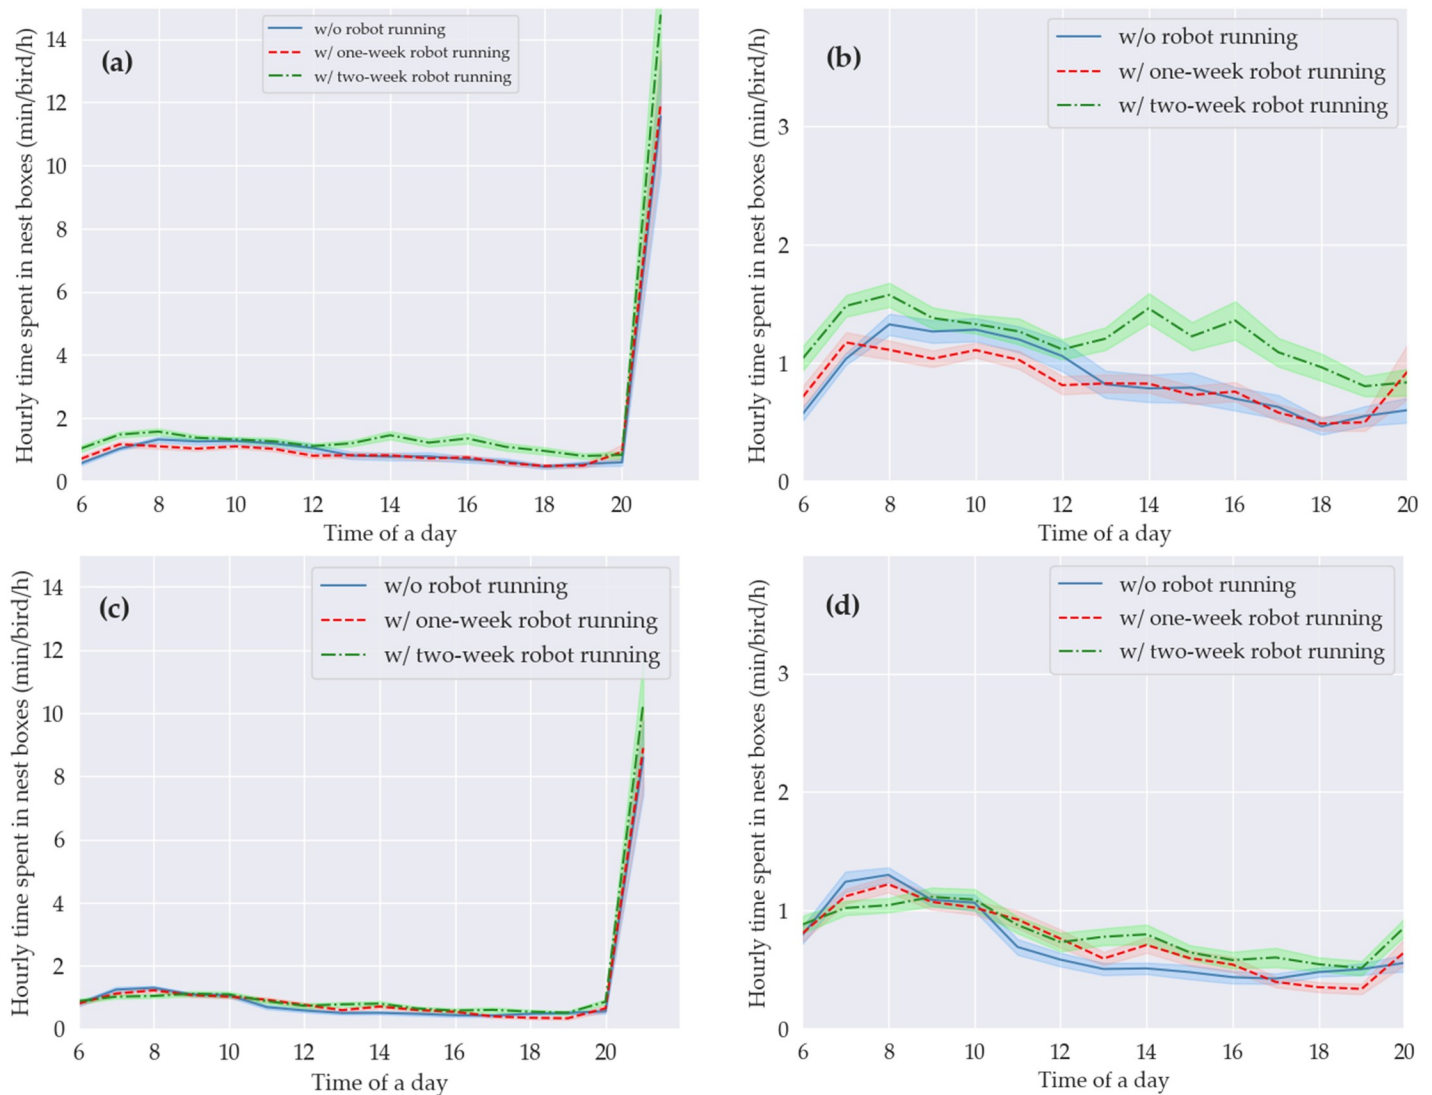 (a)
w/o robot running
w/ one-week robot running
w/ two-week robot running
Hourly time spent in nest boxes (min/bird/h)
14
12
10
8
6
4
2
0
6 8 10 12 14 16 18 20
Time of a day
(b)
w/o robot running
w/ one-week robot running
w/ two-week robot running
Hourly time spent in nest boxes (min/bird/h)
3
2
1
0
6 8 10 12 14 16 18 20
Time of a day
(c)
w/o robot running
w/ one-week robot running
w/ two-week robot running
Hourly time spent in nest boxes (min/bird/h)
14
12
10
8
6
4
2
0
6 8 10 12 14 16 18 20
Time of a day
(d)
w/o robot running
w/ one-week robot running
w/ two-week robot running
Hourly time spent in nest boxes (min/bird/h)
3
2
1
0
6 8 10 12 14 16 18 20
Time of a day